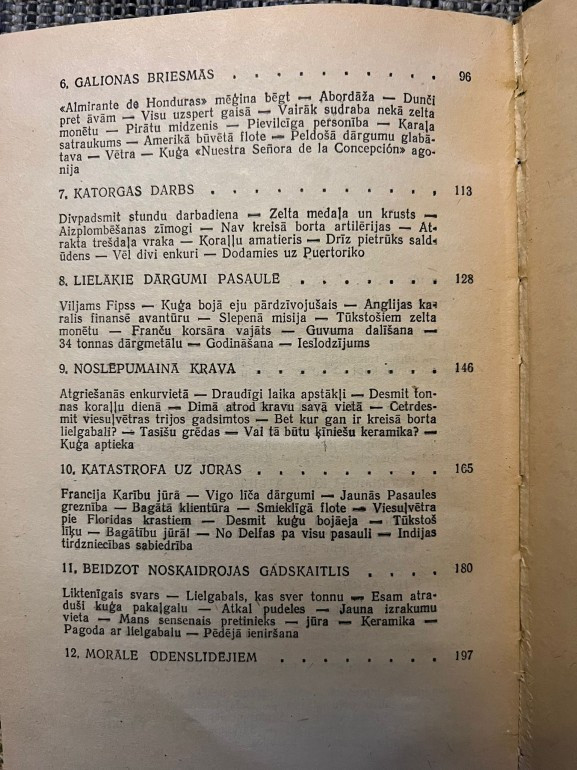 6. GALIONAS BRIESMAS . . . . . . . . . . 96
«Almirante de Honduras» mēģina bēgt — Abordāža — Dunči
pret āvām — Visu uzspert gaisā — Vairāk sudraba nekā zelta
monētu — Pirātu midzenis — Pievilcīga personība — Karaļa
satraukums — Amerikā būvētā flote — Peldošā dārgumu glabā-
tava — Vētra — Kuģa «Nuestra Señora de la Concepción» ago-
nija
7. KATORGAS DARBS . . . . . . . . . . . 113
Divpadsmit stundu darbadiena — Zelta medaļa un krusts —
Aizplombēšanas zīmogi — Nav kreisā borta artilērijas — At-
rakta trešdaļa vraka — Koraļļu amatieris — Drīz pietrūks sald-
ūdens — Vēl divi enkuri — Dodamies uz Puertoriko
8. LIELĀKIE DĀRGUMI PASAULĒ . . . . . . . 128
Viljams Fipss — Kuģa bojā eju pārdzīvojušais — Anglijas ka-
ralis finansē avantūru — Slepenā misija — Tūkstošiem zelta
monētu — Franču korsāra vajāts — Guvuma dalīšana —
34 tonnas dārgmetālu — Godināšana — Ieslodzījums
9. NOSLĒPUMAINĀ KRAVA . . . . . . . . . 146
Atgriešanās enkurvietā — Draudīgi laika apstākļi — Desmit ton-
nas koraļļu dienā — Dimā atrod kravu savā vietā — Četrdes-
mit viesuļvētras trijos gadsimtos — Bet kur gan ir kreisā borta
lielgabali? — Tasīšu grēdas — Vai tā būtu ķīniešu keramika? —
Kuģa aptieka
10. KATASTROFA UZ JŪRAS . . . . . . . . 165
Francija Karību jūrā — Vigo līča dārgumi — Jaunās Pasaules
greznība — Bagātā klientūra — Smieklīgā flote — Viesuļvētra
pie Floridas krastiem — Desmit kuģu bojāeja — Tūkstoš
līķu — Bagātību jūrā! — No Delfas pa visu pasauli — Indijas
tirdzniecības sabiedrība
11. BEIDZOT NOSKAIDROJAS GADSKAITLIS . . . . 180
Liktenīgais svars — Lielgabals, kas sver tonnu — Esam atra-
duši kuģa pakaļgalu — Atkal pudeles — Jauna izrakumu
vieta — Mans sensenais pretinieks — jūra — Keramika —
Pagoda ar lielgabalu — Pēdējā ieniršana
12. MORĀLE ŪDENSLĪDĒJIEM . . . . . . . . 197